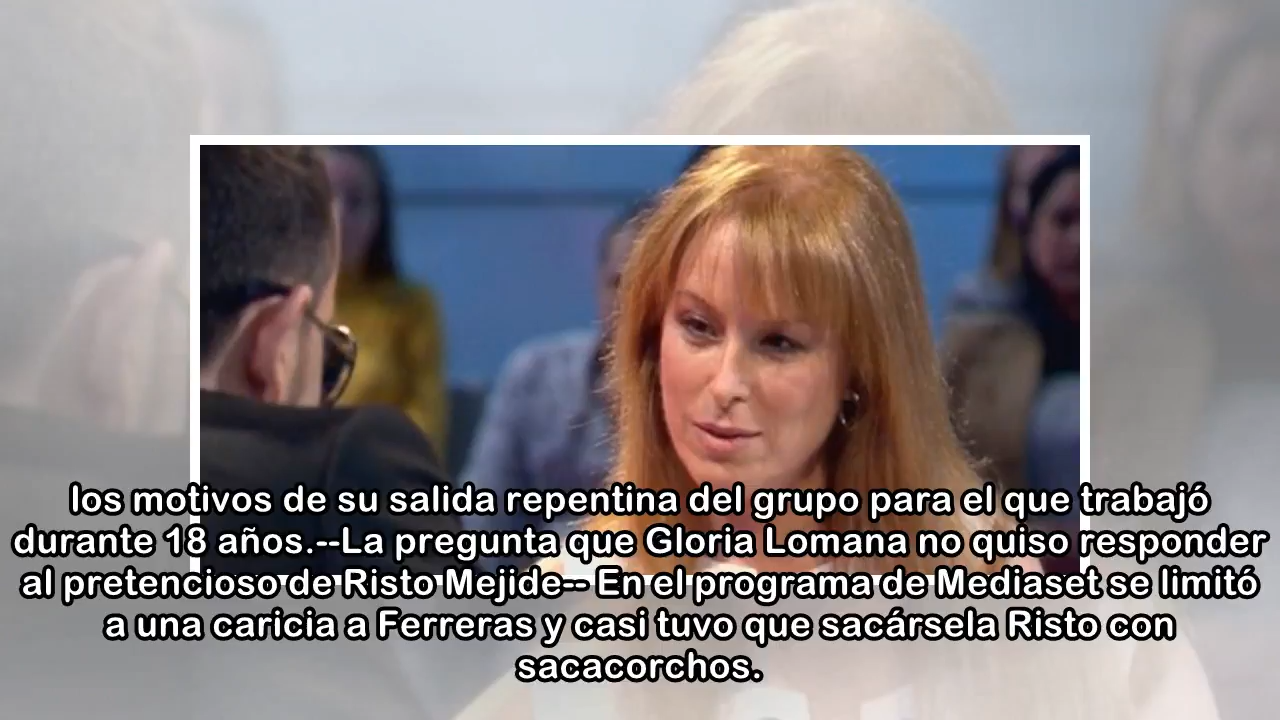 los motivos de su salida repentina del grupo para el que trabajó
durante 18 años.--La pregunta que Gloria Lomana no quiso responder
al pretencioso de Risto Mejide-- En el programa de Mediaset se limitó
a una caricia a Ferreras y casi tuvo que sacársela Risto con
sacacorchos.